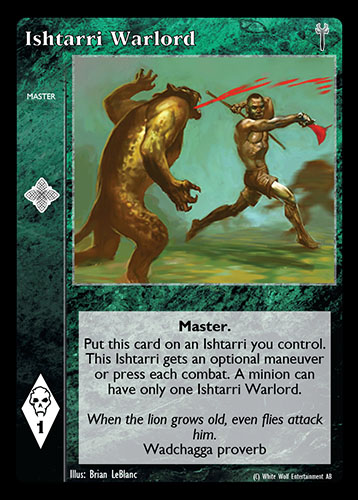 Ishtarri Warlord
MASTER
Master.
Put this card on an Ishtarri you control.
This Ishtarri gets an optional maneuver
or press each combat. A minion can
have only one Ishtarri Warlord.
When the lion grows old, even flies attack
him.
Wadchagga proverb
1
Illus: Brian LeBlanc
(C) White Wolf Entertainment AB